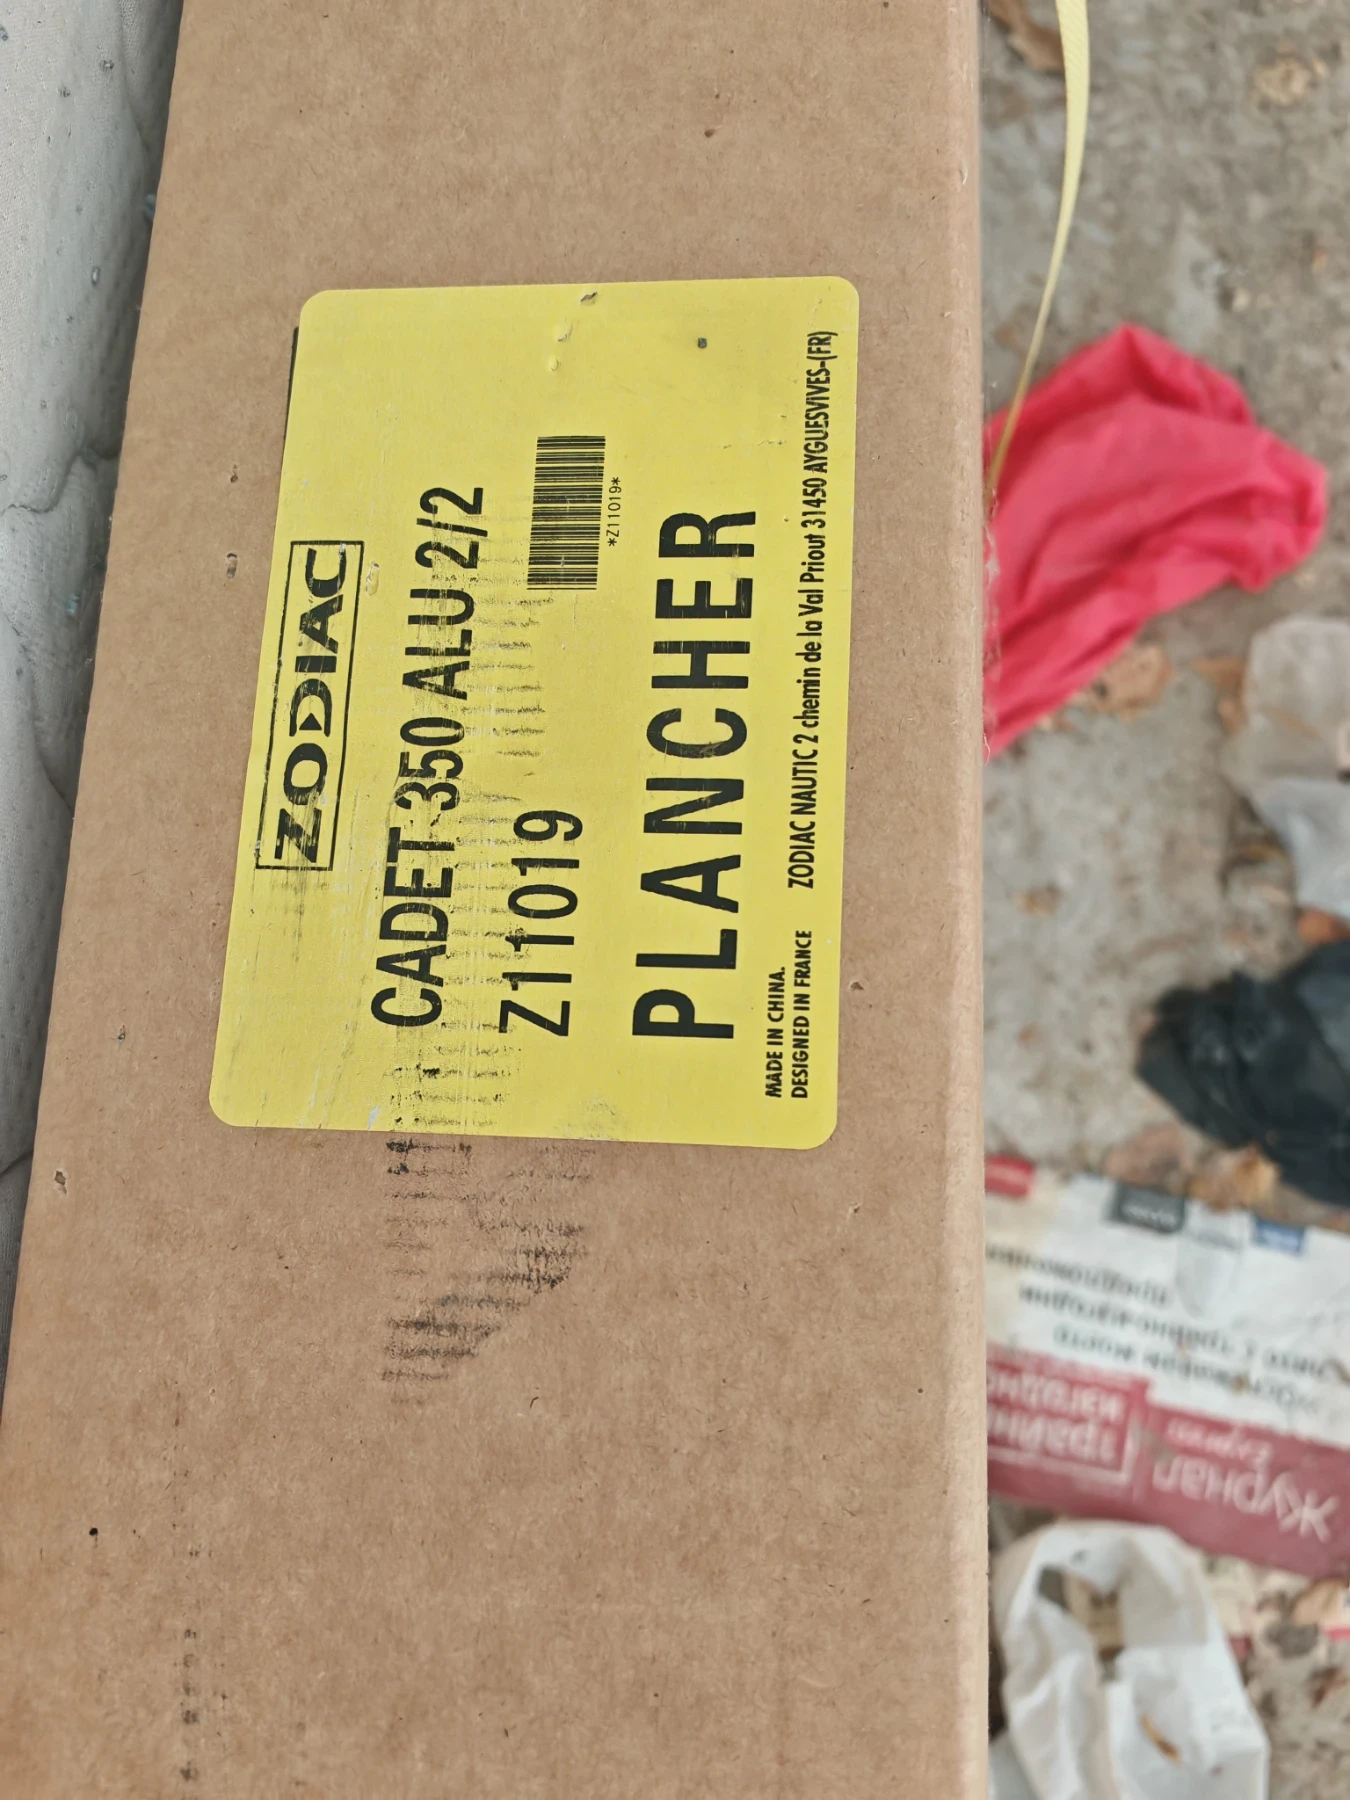 ZODIAC
CADET 350 ALU 2/2
Z11019
*Z11019*
PLANCHER
MADE IN CHINA.
DESIGNED IN FRANCE
ZODIAC NAUTIC 2 chemin de la Val Priout 31450 AYGUESVIVES-(FR)
Журнал